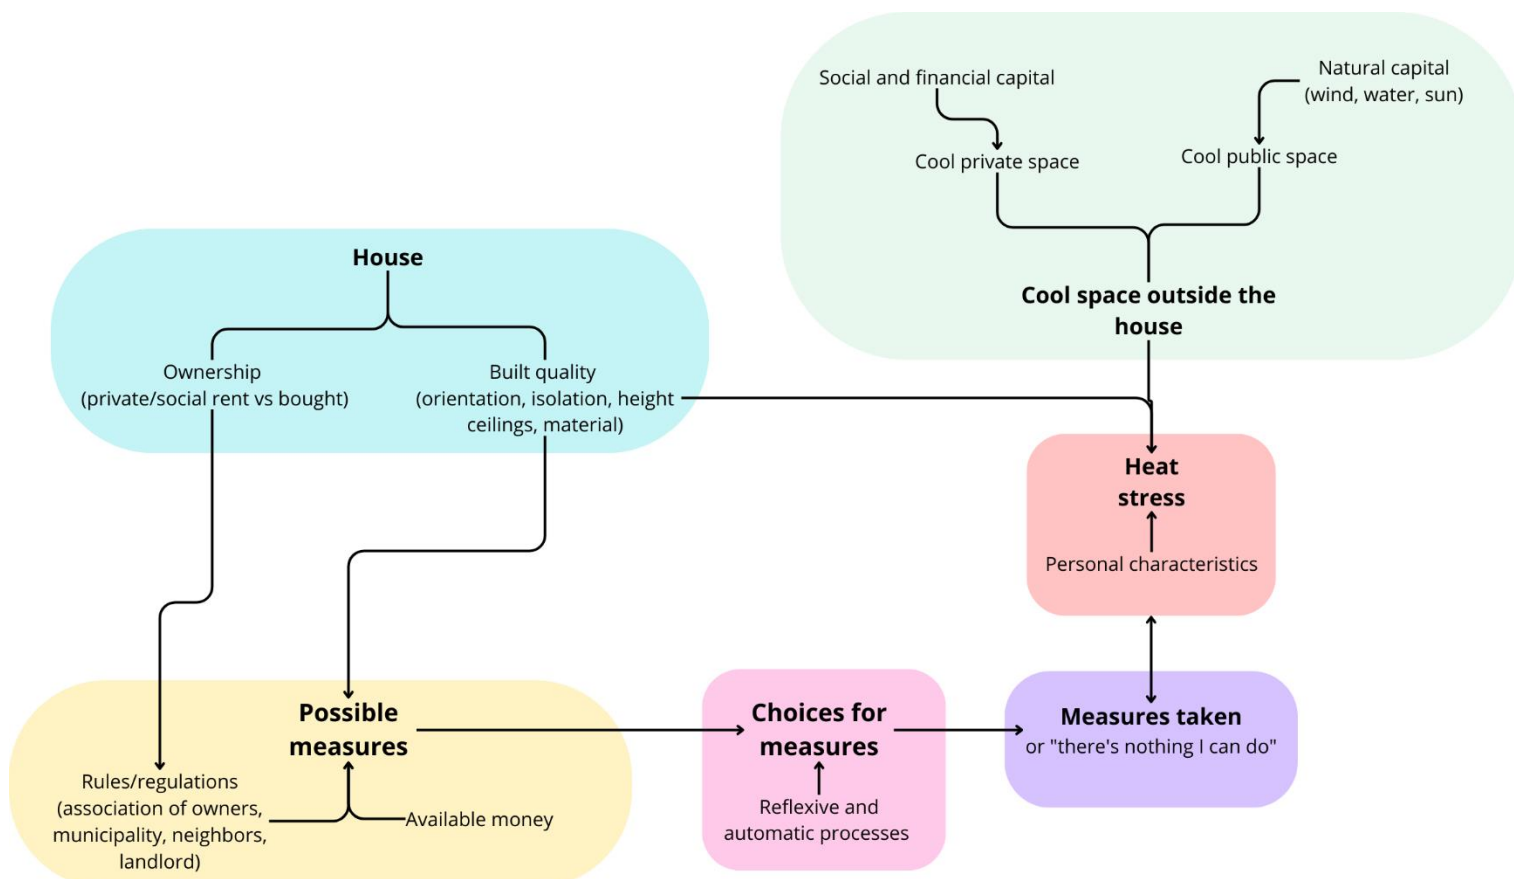 Social and financial capital
Natural capital
(wind, water, sun)
Cool private space
Cool public space
Cool space outside the
house
House
Ownership
(private/social rent vs bought)
Built quality
(orientation, isolation, height
ceilings, material)
Heat
stress
Personal characteristics
Possible
measures
Rules/regulations
(association of owners,
municipality, neighbors,
landlord)
Available money
Choices for
measures
Reflexive and
automatic processes
Measures taken
or "there's nothing I can do"